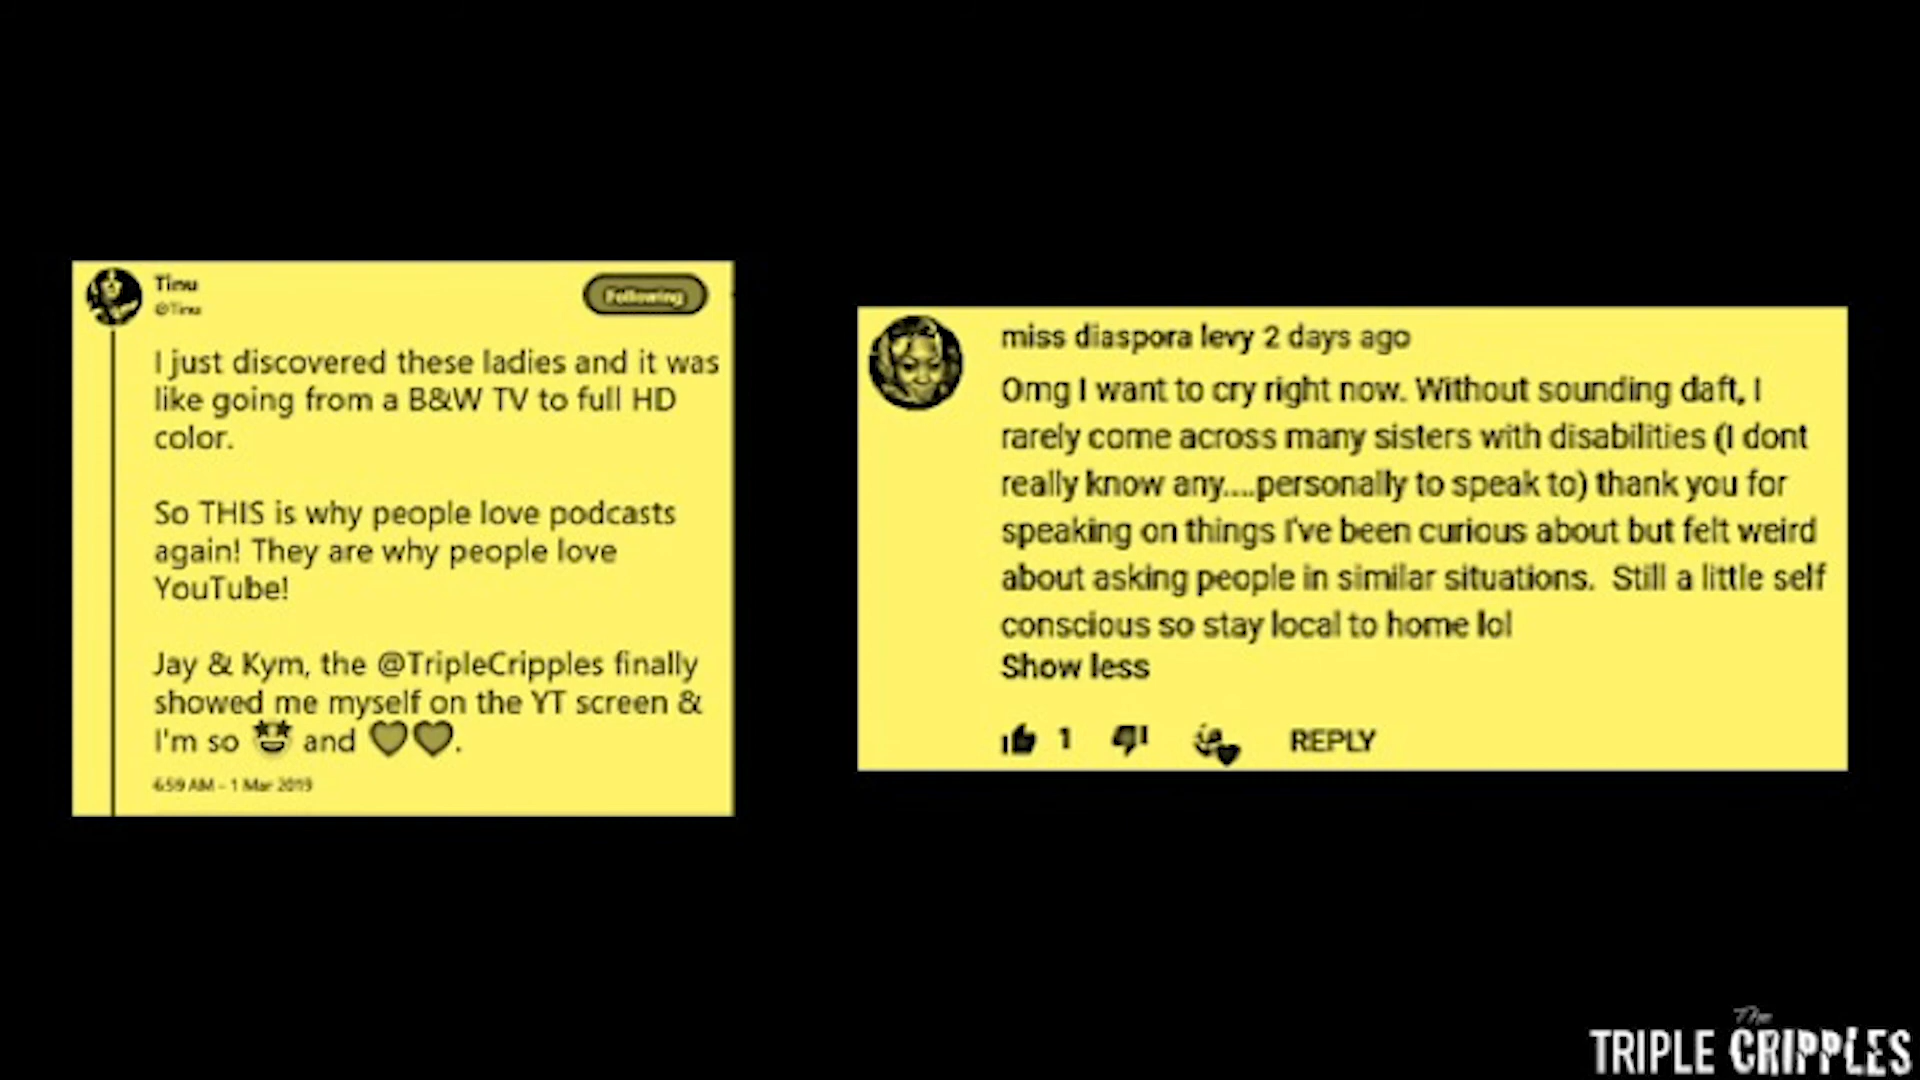 Tinu
@Tinu
Following
I just discovered these ladies and it was
like going from a B&W TV to full HD
color.
So THIS is why people love podcasts
again! They are why people love
YouTube!
Jay & Kym, the @TripleCripples finally
showed me myself on the YT screen &
I'm so 🤩 and ♥♥.
6:59 AM - 1 Mar 2019
miss diaspora levy 2 days ago
Omg I want to cry right now. Without sounding daft, I
rarely come across many sisters with disabilities (I dont
really know any....personally to speak to) thank you for
speaking on things I've been curious about but felt weird
about asking people in similar situations.  Still a little self
conscious so stay local to home lol
Show less
1
REPLY
The
TRIPLE CRIPPLES